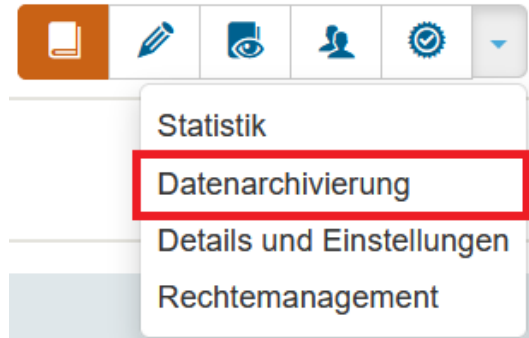 Statistik
Datenarchivierung
Details und Einstellungen
Rechtemanagement